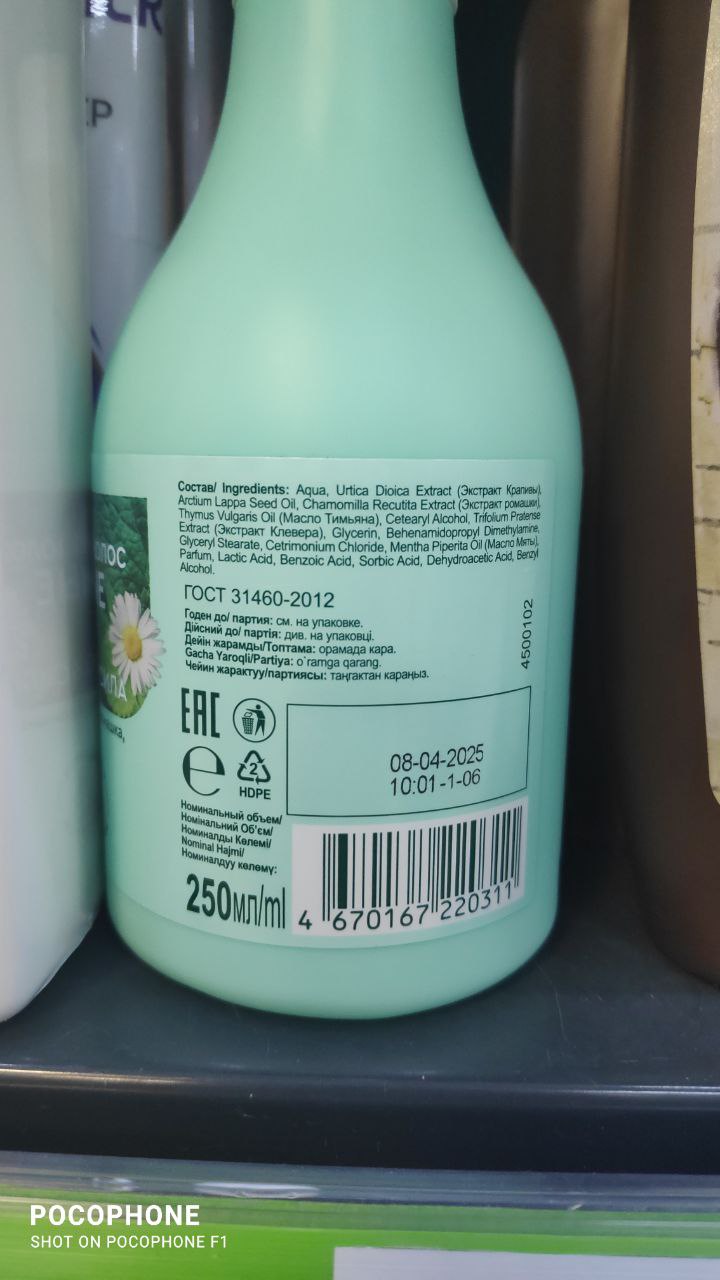 Состав/ Ingredients: Aqua, Urtica Dioica Extract (Экстракт Крапивы),
Arctium Lappa Seed Oil, Chamomilla Recutita Extract (Экстракт ромашки),
Thymus Vulgaris Oil (Масло Тимьяна), Cetearyl Alcohol, Trifolium Pratense
Extract (Экстракт Клевера), Glycerin, Behenamidopropyl Dimethylamine,
Glyceryl Stearate, Cetrimonium Chloride, Mentha Piperita Oil (Масло Мяты),
Parfum, Lactic Acid, Benzoic Acid, Sorbic Acid, Dehydroacetic Acid, Benzyl
Alcohol.
ГОСТ 31460-2012
Годен до/ партия: см. на упаковке.
Дійсний до/ партія: див. на упаковці.
Дейін жарамды/Топтама: орамада кара.
Gacha Yaroqli/Partiya: o`ramga qarang.
Чейин жарактуу/партиясы: таңгактан караңыз.
4500102
EAC
2
HDPE
08-04-2025
10:01-1-06
Номинальный объем/
Номінальний Об'єм/
Номиналды Көлемі/
Nominal Hajmi/
Номиналдуу көлөмү:
250мл/ml
4 670167 220311
POCOPHONE
SHOT ON POCOPHONE F1